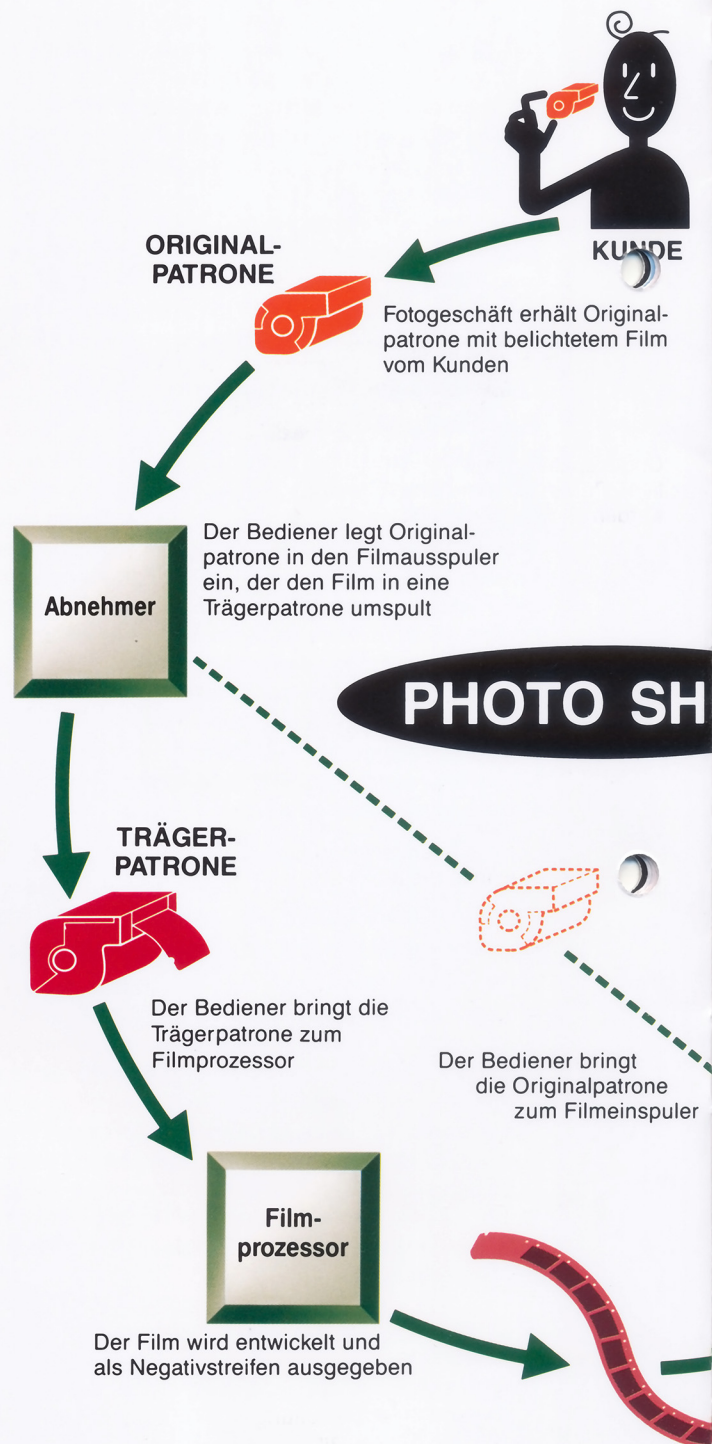 KUNDE
ORIGINAL-
PATRONE
Fotogeschäft erhält Original-
patrone mit belichtetem Film
vom Kunden
Der Bediener legt Original-
patrone in den Filmausspuler
ein, der den Film in eine
Trägerpatrone umspult
Abnehmer
PHOTO SH
TRÄGER-
PATRONE
Der Bediener bringt die
Trägerpatrone zum
Filmprozessor
Der Bediener bringt
die Originalpatrone
zum Filmeinspuler
Film-
prozessor
Der Film wird entwickelt und
als Negativstreifen ausgegeben